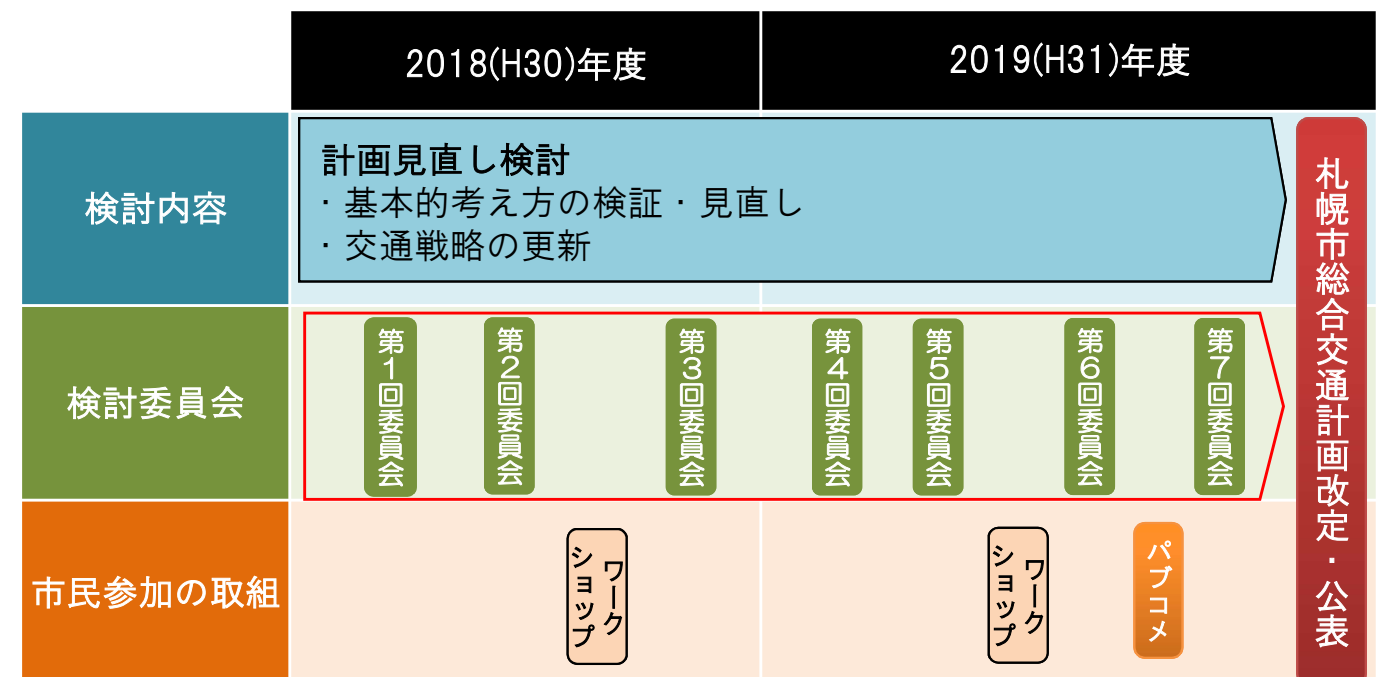 2018(H30)年度
2019(H31)年度
検討内容
計画見直し検討
・基本的考え方の検証・見直し
・交通戦略の更新
検討委員会
第1回委員会
第2回委員会
第3回委員会
第4回委員会
第5回委員会
第6回委員会
第7回委員会
市民参加の取組
ワーク
ショップ
ワーク
ショップ
パブコメ
札幌市総合交通計画改定・公表